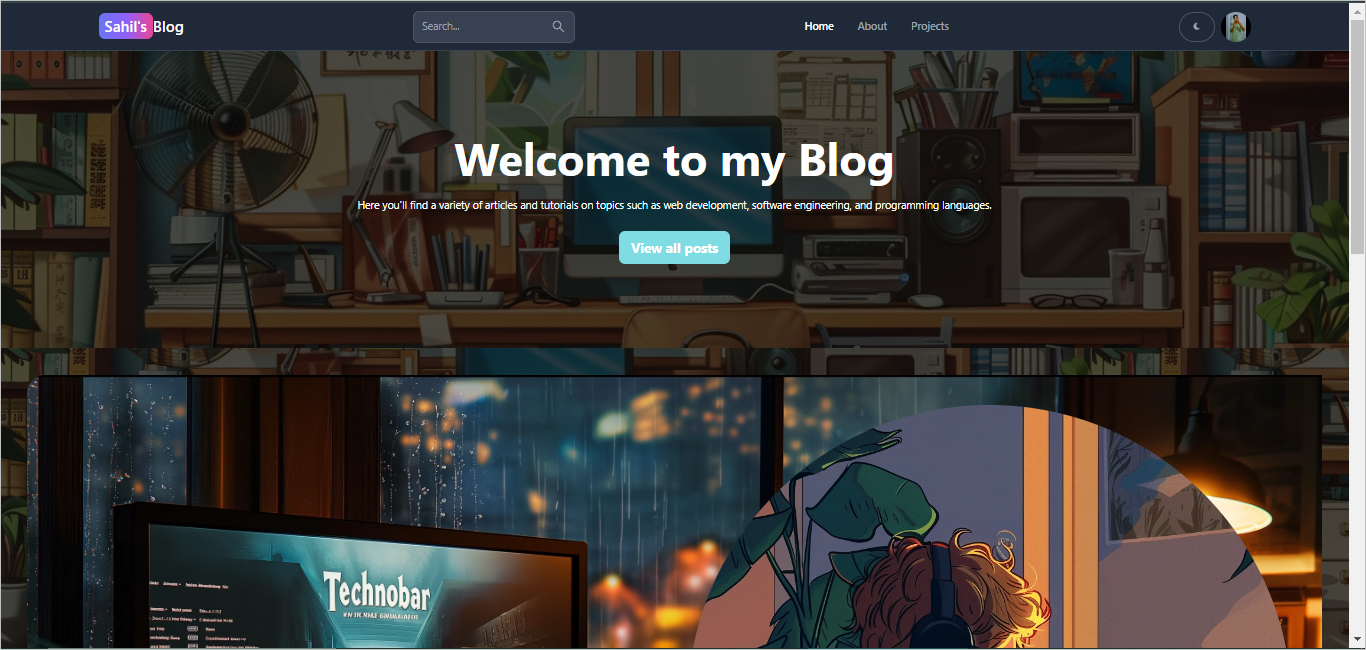 Sahil's Blog
Search...
Home
About
Projects
Welcome to my Blog
Here you'll find a variety of articles and tutorials on topics such as web development, software engineering, and programming languages.
View all posts
Technobar